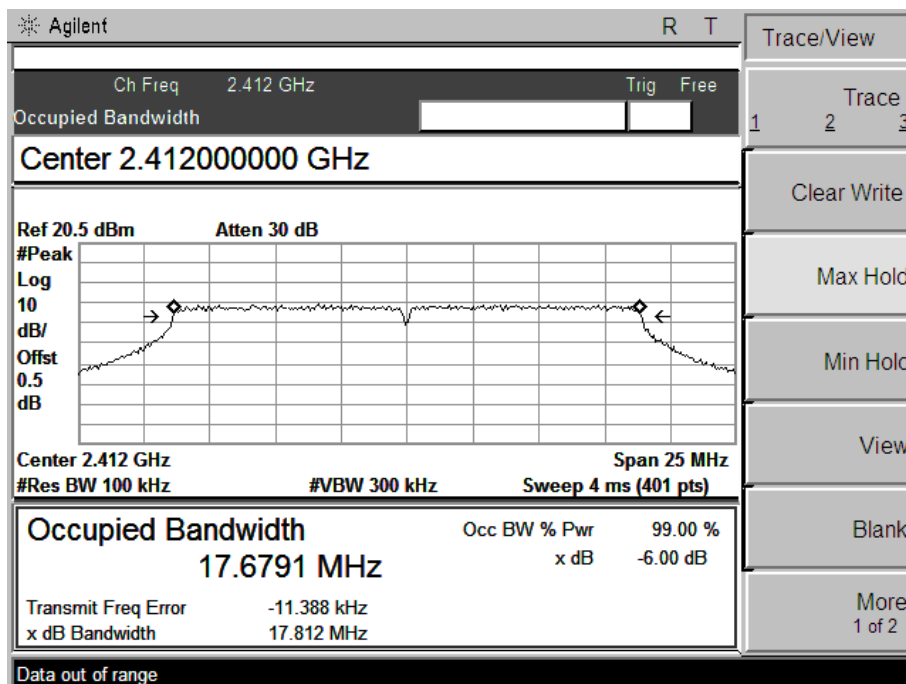 Agilent R T
Ch Freq 2.412 GHz Trig Free
Occupied Bandwidth
Center 2.412000000 GHz
Ref 20.5 dBm Atten 30 dB
#Peak
Log
10
dB/
Offst
0.5
dB
Center 2.412 GHz Span 25 MHz
#Res BW 100 kHz #VBW 300 kHz Sweep 4 ms (401 pts)
Occupied Bandwidth
17.6791 MHz
Occ BW % Pwr 99.00 %
x dB -6.00 dB
Transmit Freq Error -11.388 kHz
x dB Bandwidth 17.812 MHz
Data out of range
Trace/View
Trace
1 2 3
Clear Write
Max Hold
Min Hold
View
Blank
More
1 of 2